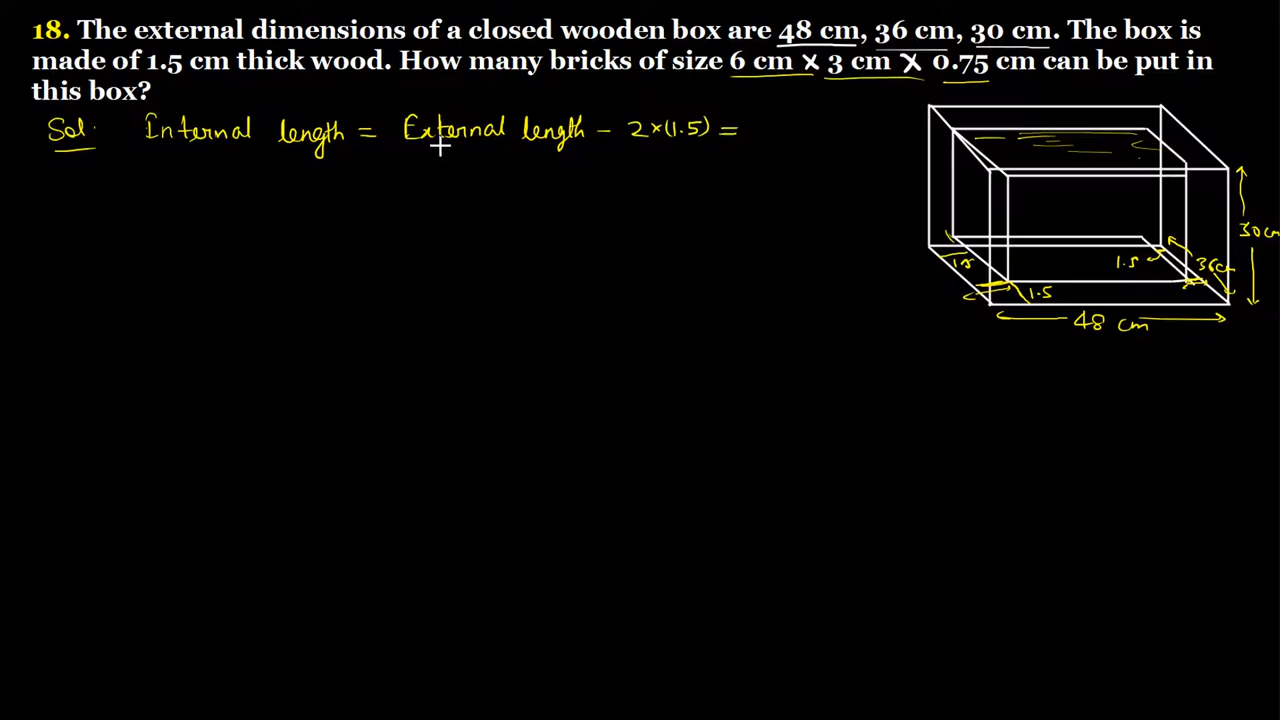 18. The external dimensions of a closed wooden box are 48 cm, 36 cm, 30 cm. The box is
made of 1.5 cm thick wood. How many bricks of size 6 cm × 3 cm × 0.75 cm can be put in
this box?
Sol. Internal length = External length - 2×(1.5) =
30 cm
1.5
1.5
36cm
1.5
48 cm